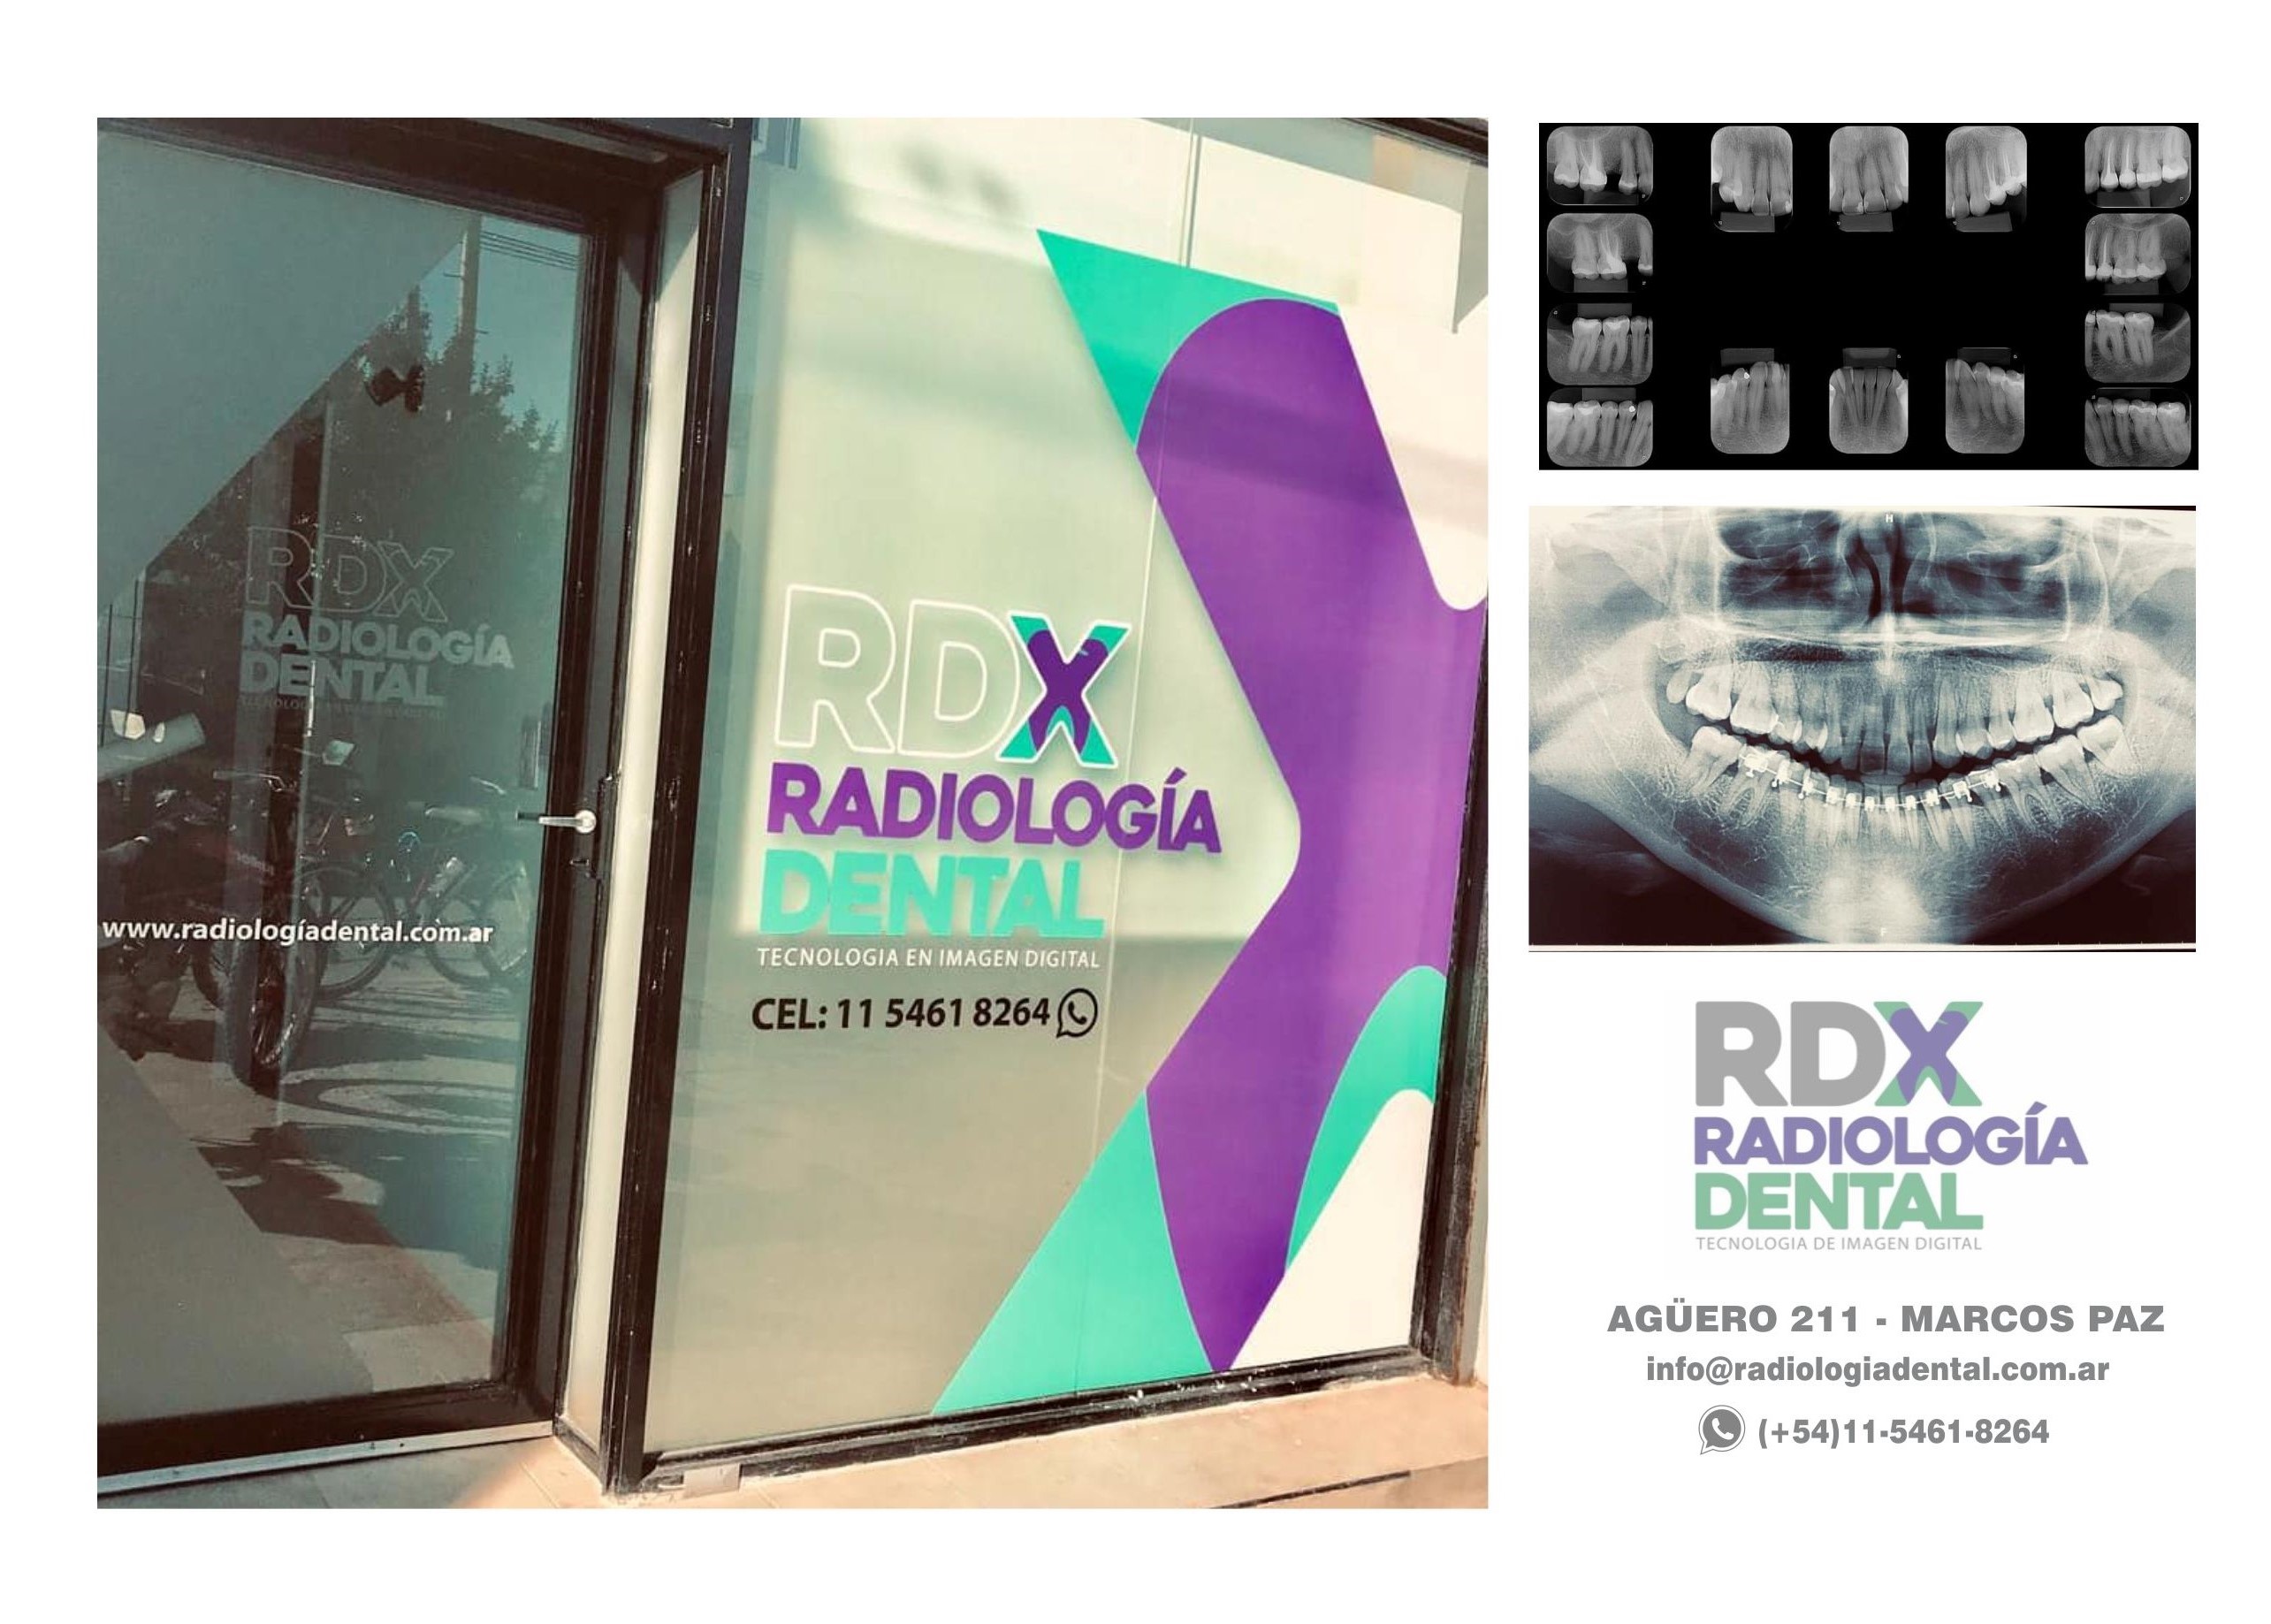 RDX
RADIOLOGÍA
DENTAL
www.radiologíadental.com.ar
RDX
RADIOLOGÍA
DENTAL
TECNOLOGIA EN IMAGEN DIGITAL
CEL: 11 5461 8264
H
RDX
RADIOLOGÍA
DENTAL
TECNOLOGIA DE IMAGEN DIGITAL
AGÜERO 211 - MARCOS PAZ
info@radiologiadental.com.ar
(+54)11-5461-8264